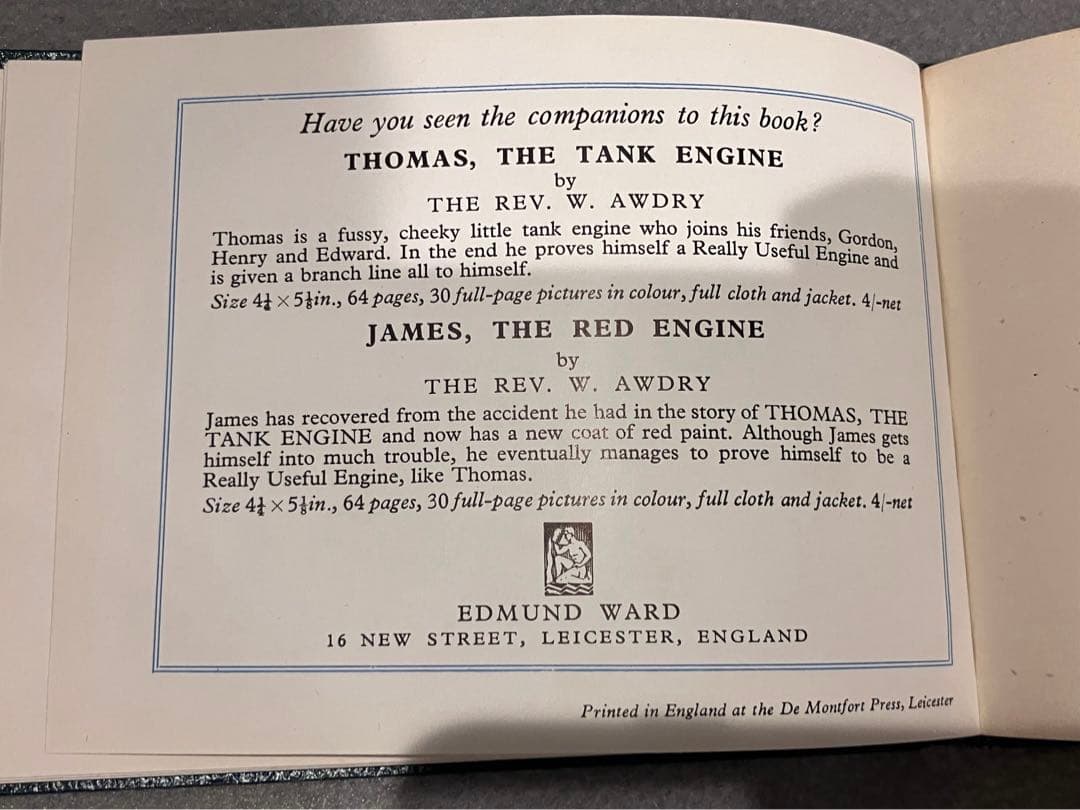 Have you seen the companions to this book?
THOMAS, THE TANK ENGINE
by
THE REV. W. AWDRY
Thomas is a fussy, cheeky little tank engine who joins his friends, Gordon,
Henry and Edward. In the end he proves himself a Really Useful Engine and
is given a branch line all to himself.
Size 4¼ × 5⅛in., 64 pages, 30 full-page pictures in colour, full cloth and jacket. 4/-net
JAMES, THE RED ENGINE
by
THE REV. W. AWDRY
James has recovered from the accident he had in the story of THOMAS, THE
TANK ENGINE and now has a new coat of red paint. Although James gets
himself into much trouble, he eventually manages to prove himself to be a
Really Useful Engine, like Thomas.
Size 4¼ × 5⅛in., 64 pages, 30 full-page pictures in colour, full cloth and jacket. 4/-net
EDMUND WARD
16 NEW STREET, LEICESTER, ENGLAND
Printed in England at the De Montfort Press, Leicester